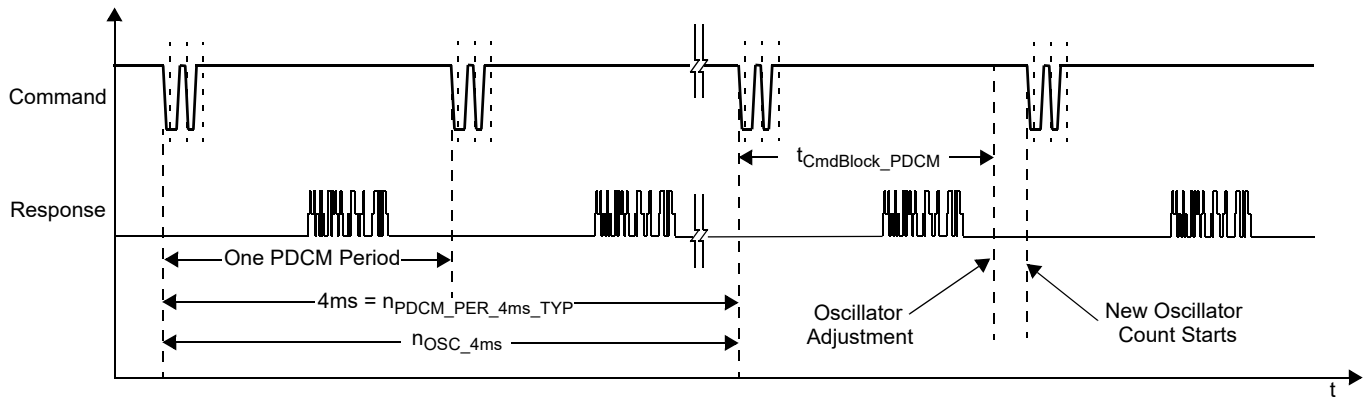 Command
t_CmdBlock_PDCM
Response
One PDCM Period
4ms = n_PDCM_PER_4ms_TYP
n_OSC_4ms
Oscillator
Adjustment
New Oscillator
Count Starts
t